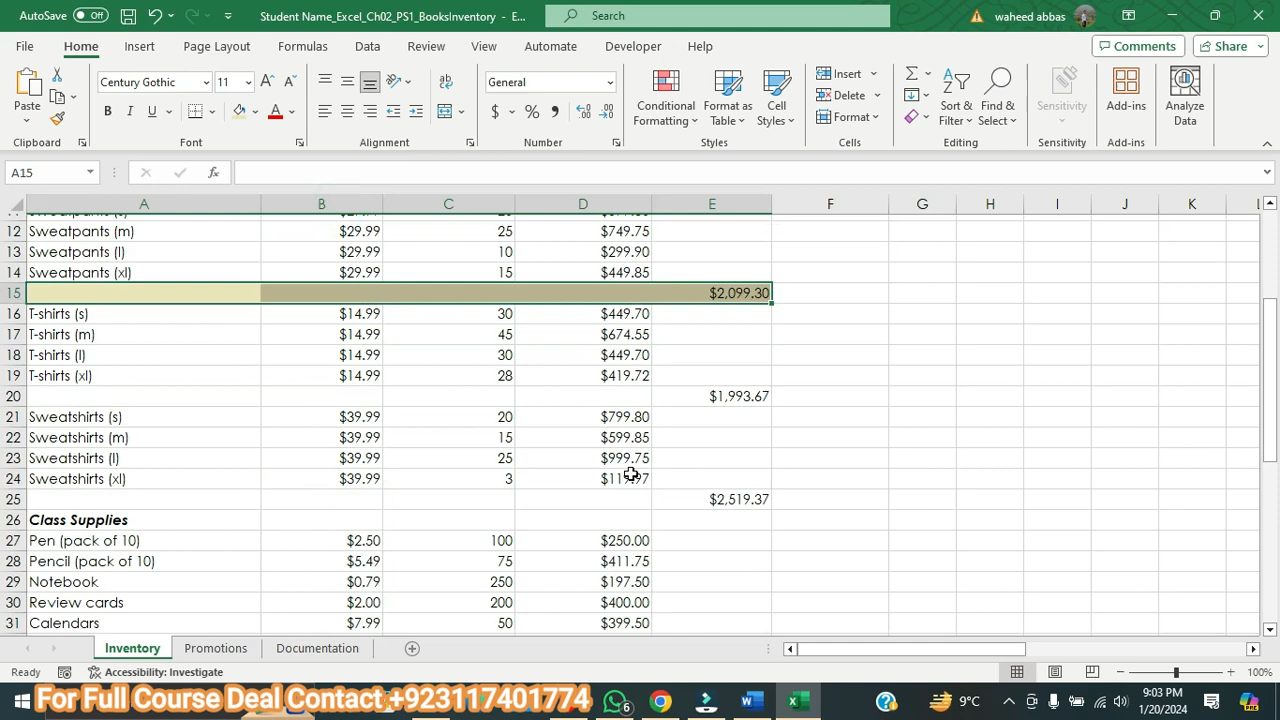 AutoSave Off Student Name_Excel_Ch02_PS1_BooksInventory - E... Search waheed abbas
File Home Insert Page Layout Formulas Data Review View Automate Developer Help Comments Share
Century Gothic 11 General Insert
Paste Conditional Format as Cell Delete Sort & Find & Sensitivity Add-ins Analyze
Formatting Table Styles Format Filter Select Data
Clipboard Font Alignment Number Styles Cells Editing Sensitivity Add-ins
A15 fx
A B C D E F G H I J K L
12 Sweatpants (m) $29.99 25 $749.75
13 Sweatpants (l) $29.99 10 $299.90
14 Sweatpants (xl) $29.99 15 $449.85
15 $2,099.30
16 T-shirts (s) $14.99 30 $449.70
17 T-shirts (m) $14.99 45 $674.55
18 T-shirts (l) $14.99 30 $449.70
19 T-shirts (xl) $14.99 28 $419.72
20 $1,993.67
21 Sweatshirts (s) $39.99 20 $799.80
22 Sweatshirts (m) $39.99 15 $599.85
23 Sweatshirts (l) $39.99 25 $999.75
24 Sweatshirts (xl) $39.99 3 $119.97
25 $2,519.37
26 Class Supplies
27 Pen (pack of 10) $2.50 100 $250.00
28 Pencil (pack of 10) $5.49 75 $411.75
29 Notebook $0.79 250 $197.50
30 Review cards $2.00 200 $400.00
31 Calendars $7.99 50 $399.50
Inventory Promotions Documentation
Ready Accessibility: Investigate 100%
For Full Course Deal Contact +923117401774 6 9°C 9:03 PM
1/20/2024